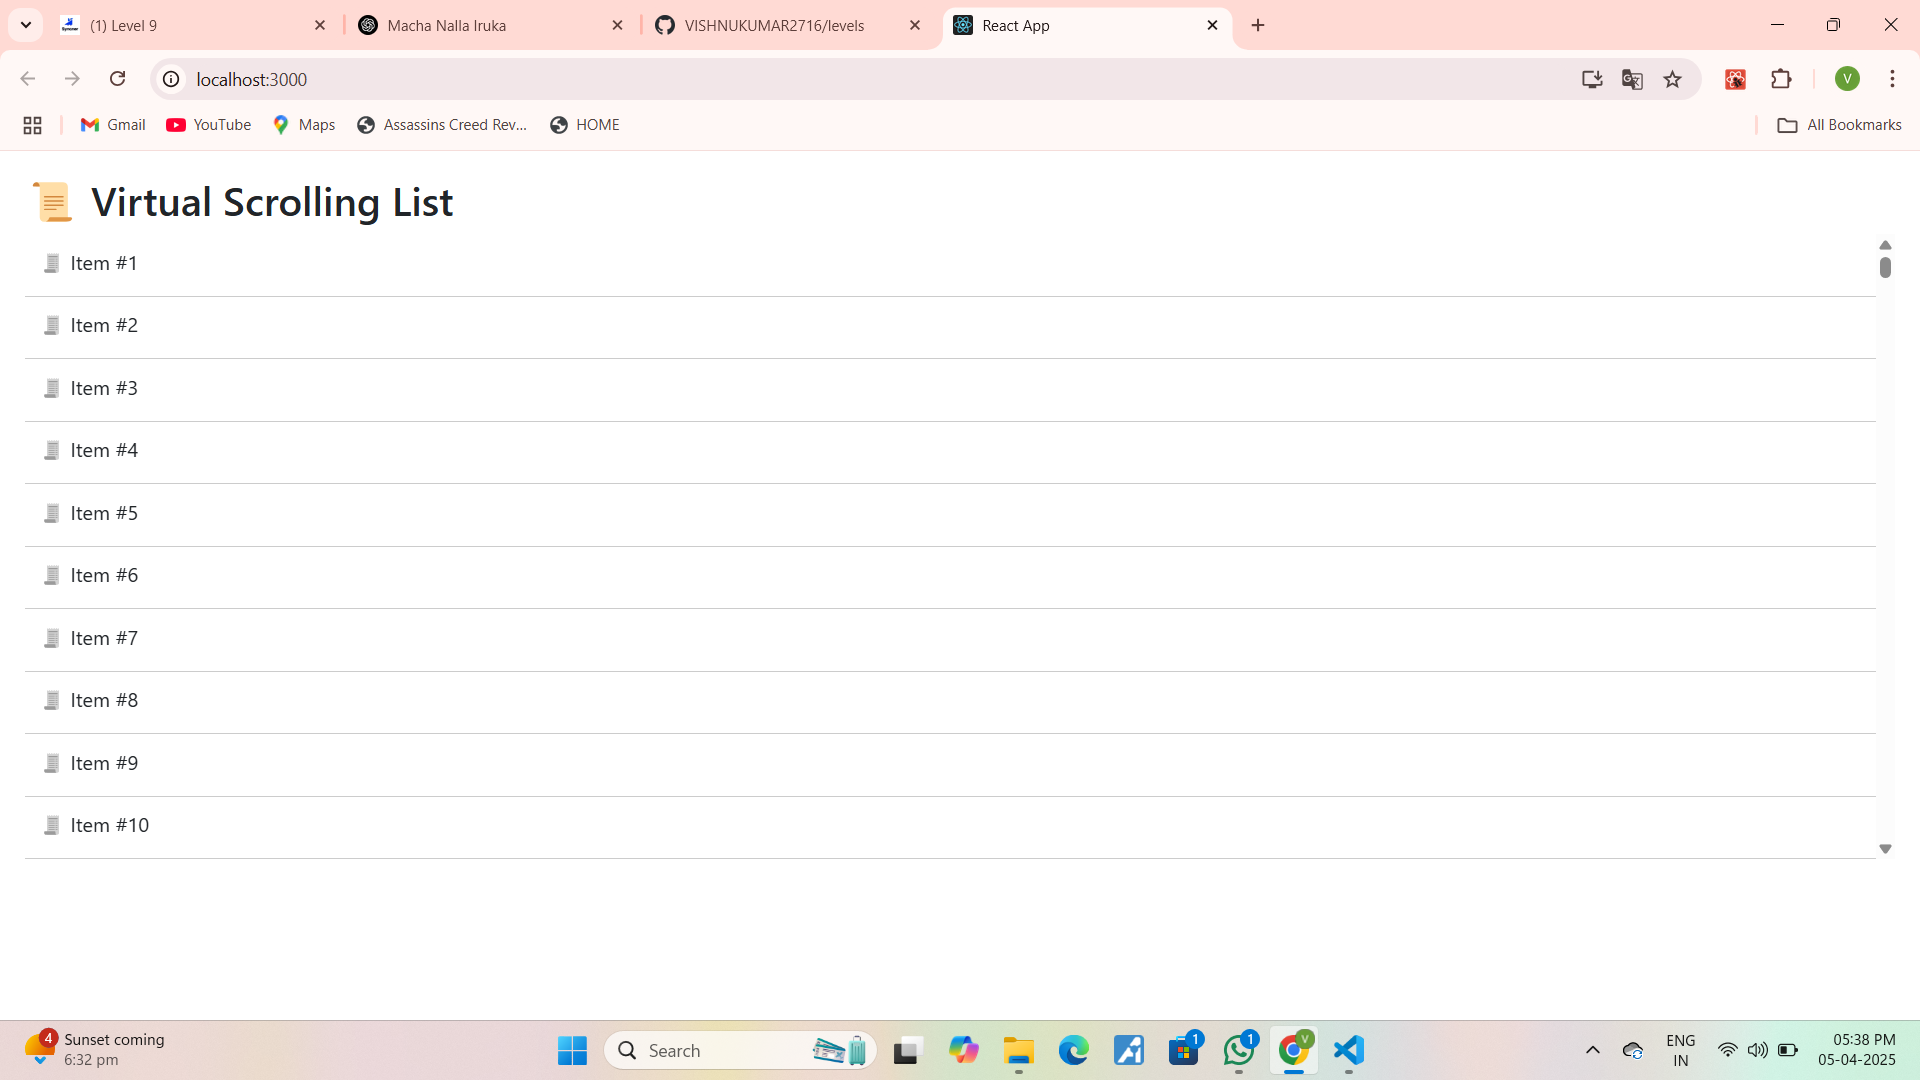 (1) Level 9
Macha Nalla Iruka
VISHNUKUMAR2716/levels
React App
localhost:3000
V
Gmail
YouTube
Maps
Assassins Creed Rev...
HOME
All Bookmarks
Virtual Scrolling List
Item #1
Item #2
Item #3
Item #4
Item #5
Item #6
Item #7
Item #8
Item #9
Item #10
4
Sunset coming
6:32 pm
Search
1
1
V
ENG
IN
05:38 PM
05-04-2025